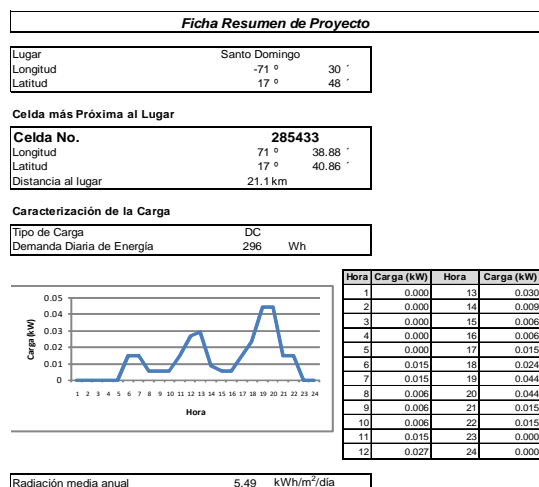 Ficha Resumen de Proyecto
Lugar Santo Domingo
Longitud -71 º 30 ´
Latitud 17 º 48 ´
Celda más Próxima al Lugar
Celda No. 285433
Longitud 71 º 38.88 ´
Latitud 17 º 40.86 ´
Distancia al lugar 21.1 km
Caracterización de la Carga
Tipo de Carga DC
Demanda Diaria de Energía 296 Wh
0.05
0.04
0.03
0.02
0.01
0
Carga (kW)
1 2 3 4 5 6 7 8 9 10 11 12 13 14 15 16 17 18 19 20 21 22 23 24
Hora
Hora Carga (kW) Hora Carga (kW)
1 0.000 13 0.030
2 0.000 14 0.009
3 0.000 15 0.006
4 0.000 16 0.006
5 0.000 17 0.015
6 0.015 18 0.024
7 0.015 19 0.044
8 0.006 20 0.044
9 0.006 21 0.015
10 0.006 22 0.015
11 0.015 23 0.000
12 0.027 24 0.000
Radiación media anual 5.49 kWh/m²/día